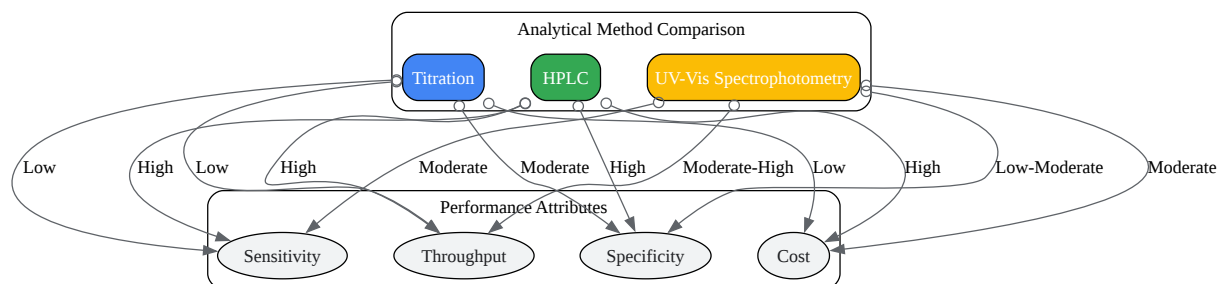 Analytical Method Comparison
Titration
HPLC
UV-Vis Spectrophotometry
Low
High
Low
High
Moderate
Moderate
High
Moderate-High
Low
High
Low-Moderate
Moderate
Performance Attributes
Sensitivity
Throughput
Specificity
Cost